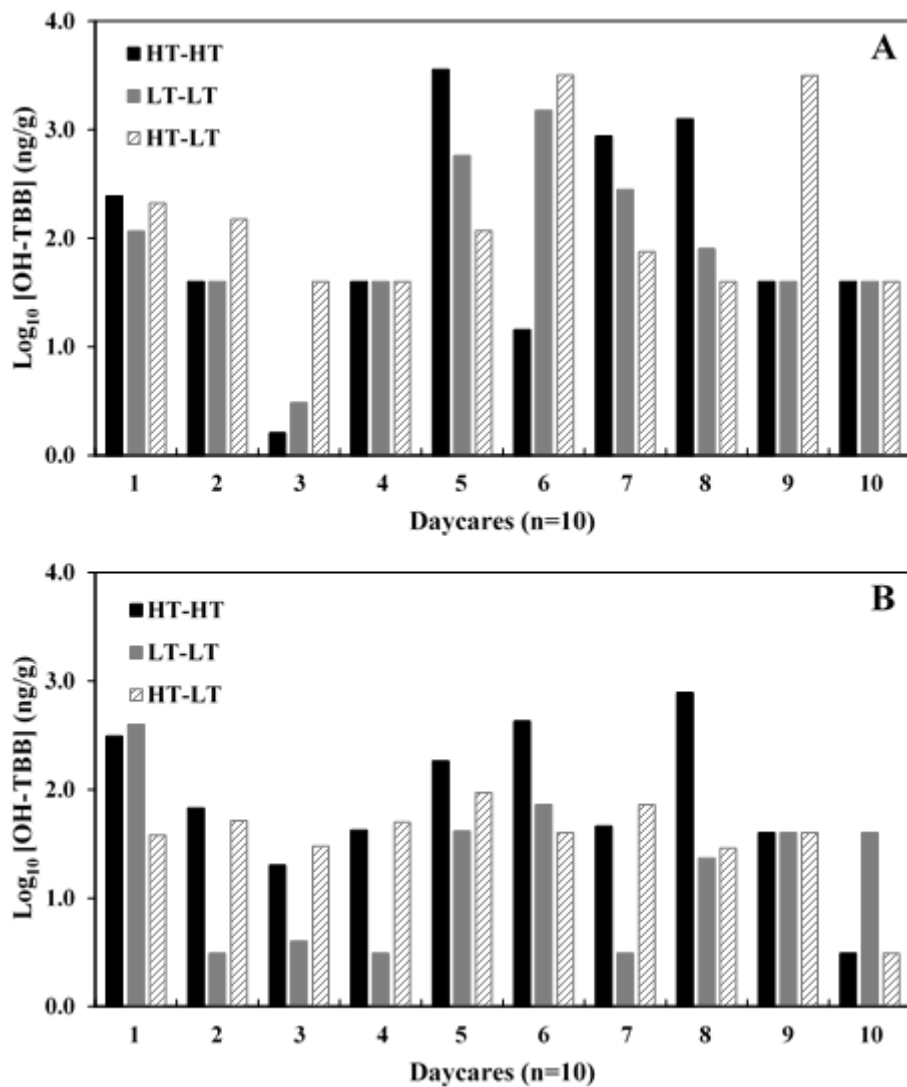 A
HT-HT
LT-LT
HT-LT
Log₁₀ [OH-TBB] (ng/g)
4.0
3.0
2.0
1.0
0.0
1 2 3 4 5 6 7 8 9 10
Daycares (n=10)
B
HT-HT
LT-LT
HT-LT
Log₁₀ [OH-TBB] (ng/g)
4.0
3.0
2.0
1.0
0.0
1 2 3 4 5 6 7 8 9 10
Daycares (n=10)